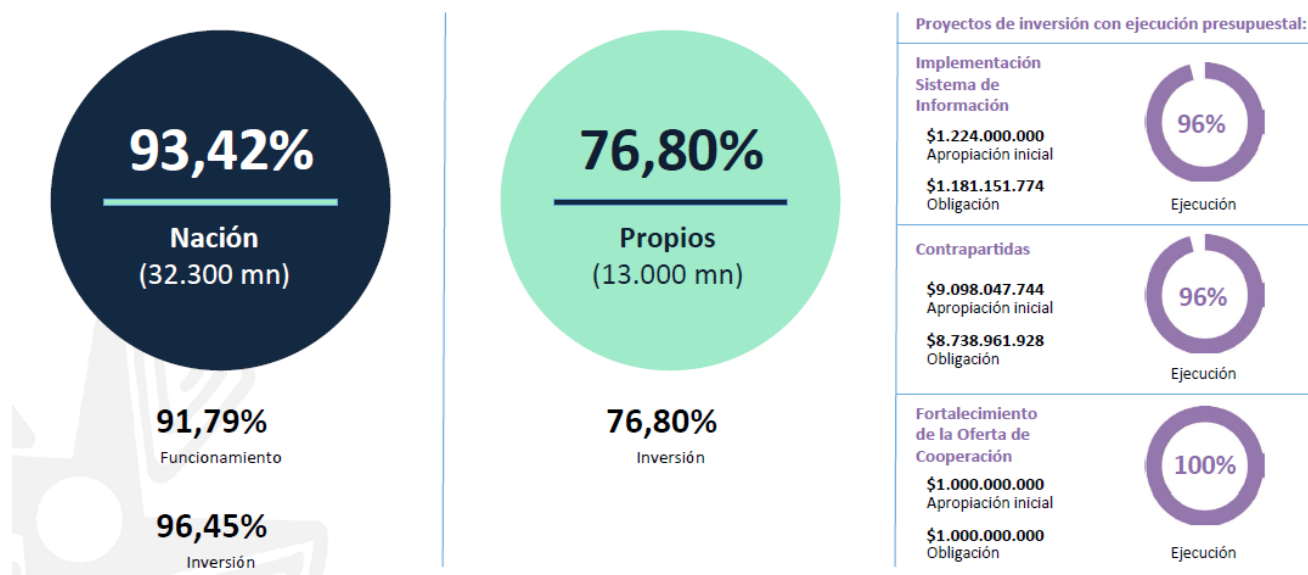 93,42%
Nación
(32.300 mn)
91,79%
Funcionamiento
96,45%
Inversión
76,80%
Propios
(13.000 mn)
76,80%
Inversión
Proyectos de inversión con ejecución presupuestal:
Implementación
Sistema de
Información
$1.224.000.000
Apropiación inicial
$1.181.151.774
Obligación
96%
Ejecución
Contrapartidas
$9.098.047.744
Apropiación inicial
$8.738.961.928
Obligación
96%
Ejecución
Fortalecimiento
de la Oferta de
Cooperación
$1.000.000.000
Apropiación inicial
$1.000.000.000
Obligación
100%
Ejecución